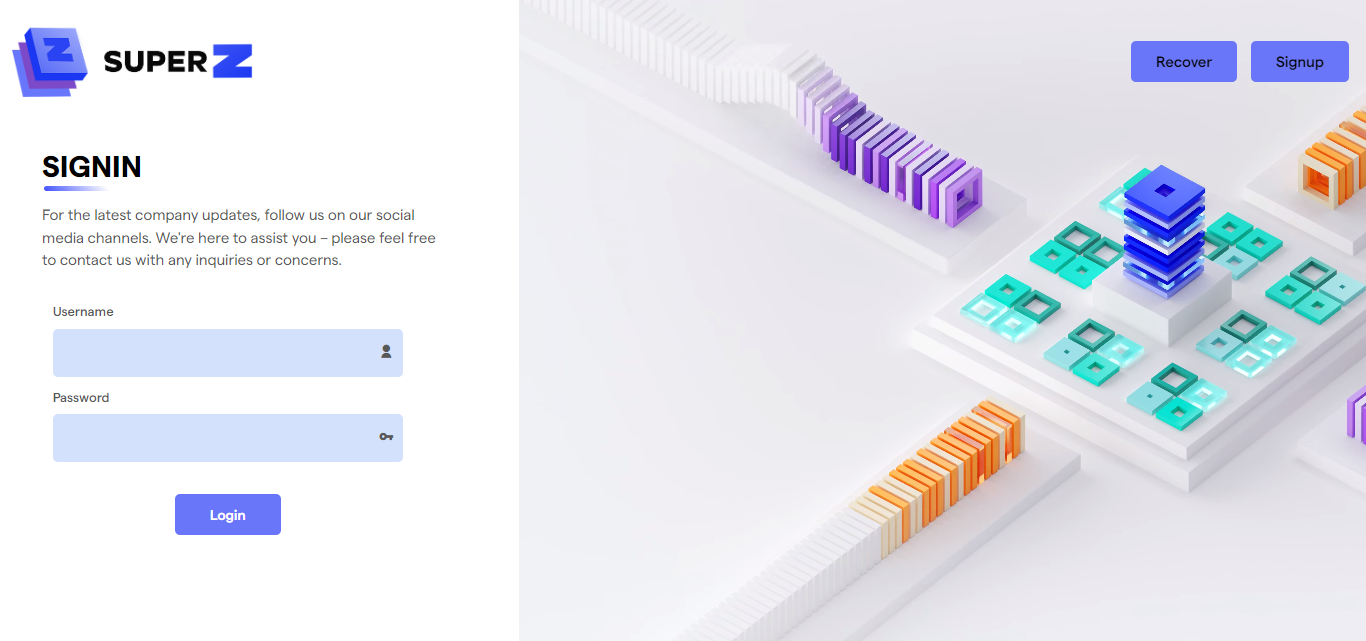 SUPER Z
Recover
Signup
SIGNIN
For the latest company updates, follow us on our social
media channels. We're here to assist you – please feel free
to contact us with any inquiries or concerns.
Username
Password
Login